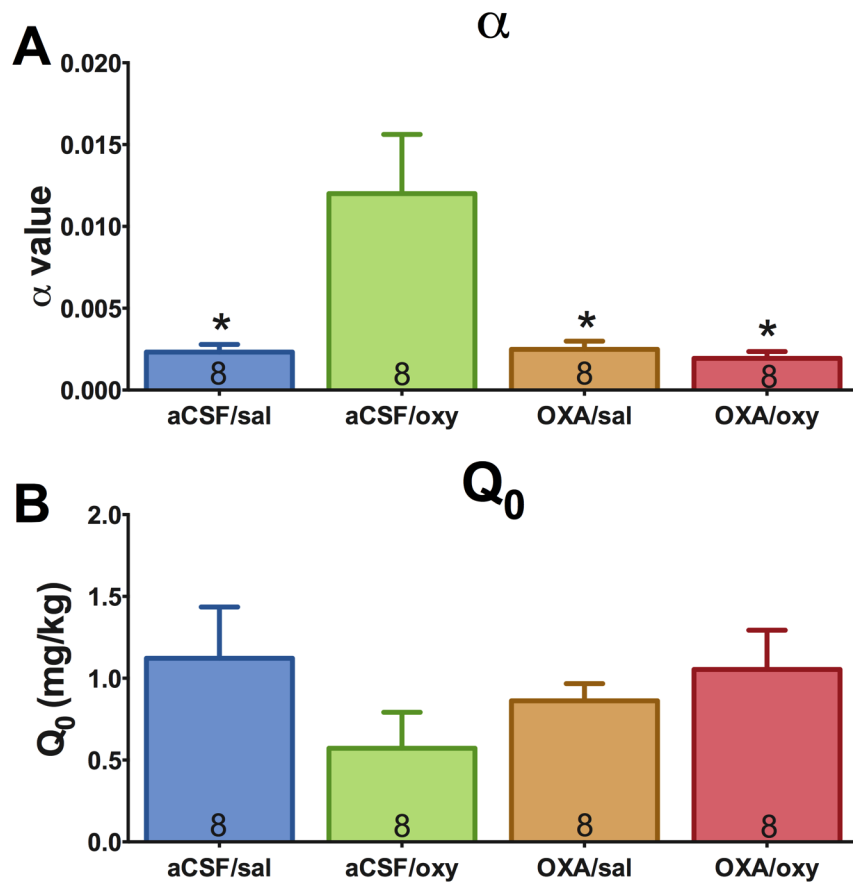 A
α
0.020
0.015
0.010
0.005
0.000
α value
* * *
8 8 8 8
aCSF/sal aCSF/oxy OXA/sal OXA/oxy
B
Q0
2.0
1.5
1.0
0.5
0.0
Q0 (mg/kg)
8 8 8 8
aCSF/sal aCSF/oxy OXA/sal OXA/oxy